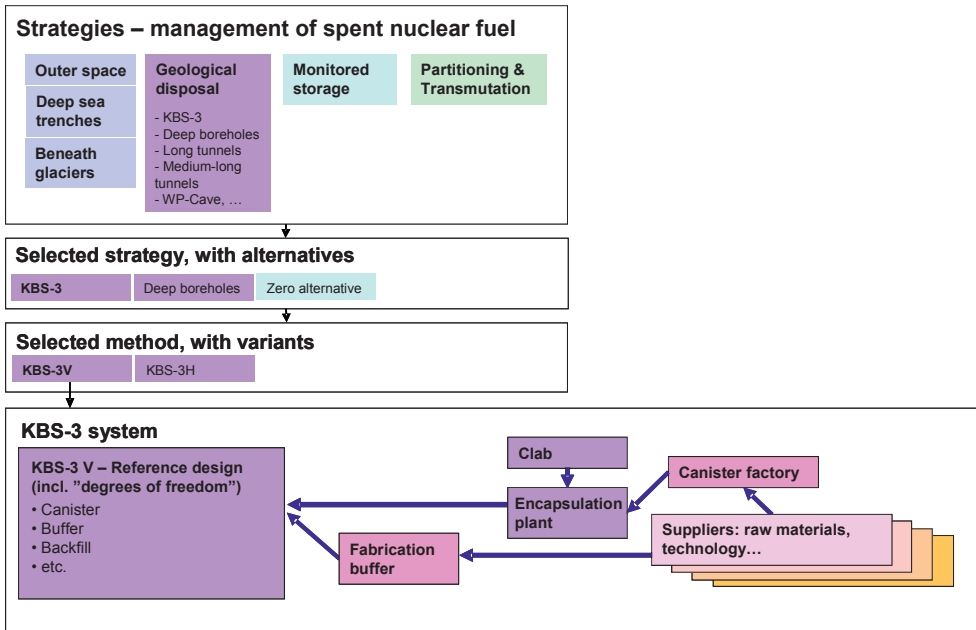 Strategies – management of spent nuclear fuel
Outer space
Deep sea
trenches
Beneath
glaciers
Geological
disposal
- KBS-3
- Deep boreholes
- Long tunnels
- Medium-long
tunnels
- WP-Cave, …
Monitored
storage
Partitioning &
Transmutation
Selected strategy, with alternatives
KBS-3
Deep boreholes
Zero alternative
Selected method, with variants
KBS-3V
KBS-3H
KBS-3 system
KBS-3 V – Reference design
(incl. ”degrees of freedom”)
• Canister
• Buffer
• Backfill
• etc.
Clab
Encapsulation
plant
Canister factory
Suppliers: raw materials,
technology…
Fabrication
buffer